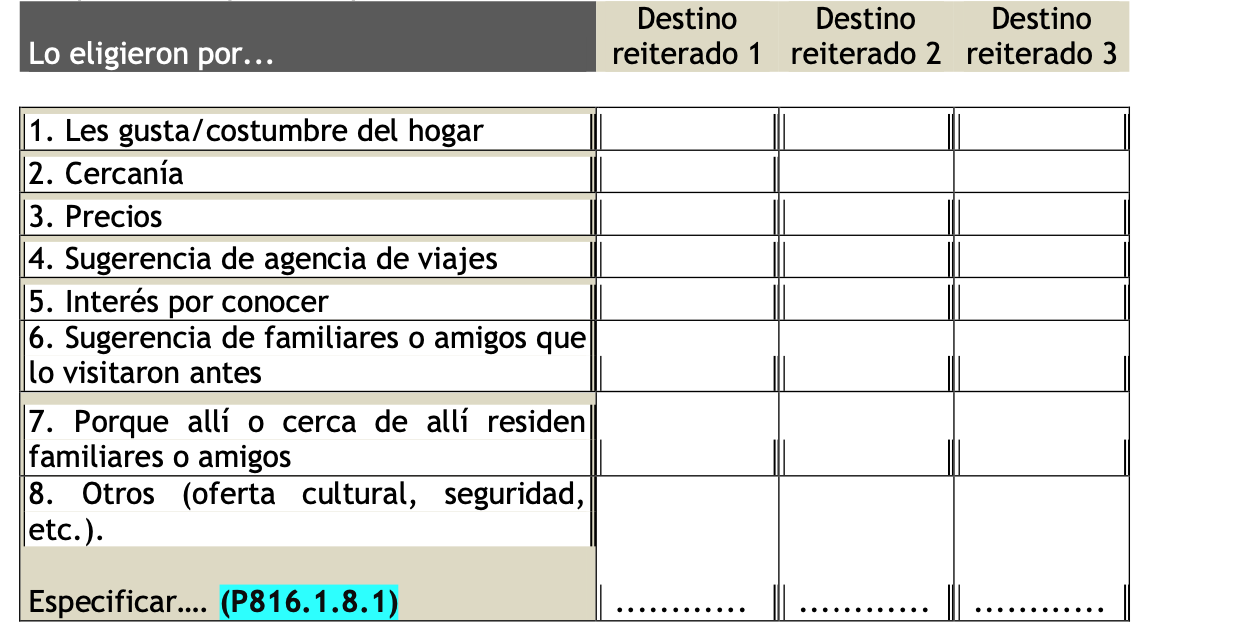 Lo eligieron por...
Destino reiterado 1
Destino reiterado 2
Destino reiterado 3
1. Les gusta/costumbre del hogar
2. Cercanía
3. Precios
4. Sugerencia de agencia de viajes
5. Interés por conocer
6. Sugerencia de familiares o amigos que
lo visitaron antes
7. Porque allí o cerca de allí residen
familiares o amigos
8. Otros (oferta cultural, seguridad,
etc.).
Especificar.... (P816.1.8.1) ............ ............ ............